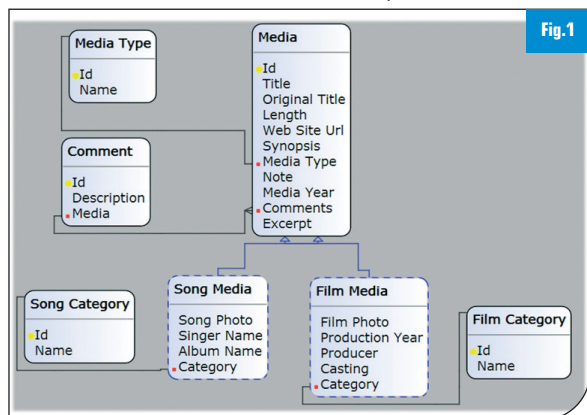 Fig.1
Media Type
Id
Name
Media
Id
Title
Original Title
Length
Web Site Url
Synopsis
Media Type
Note
Media Year
Comments
Excerpt
Comment
Id
Description
Media
Song Category
Id
Name
Song Media
Song Photo
Singer Name
Album Name
Category
Film Media
Film Photo
Production Year
Producer
Casting
Category
Film Category
Id
Name